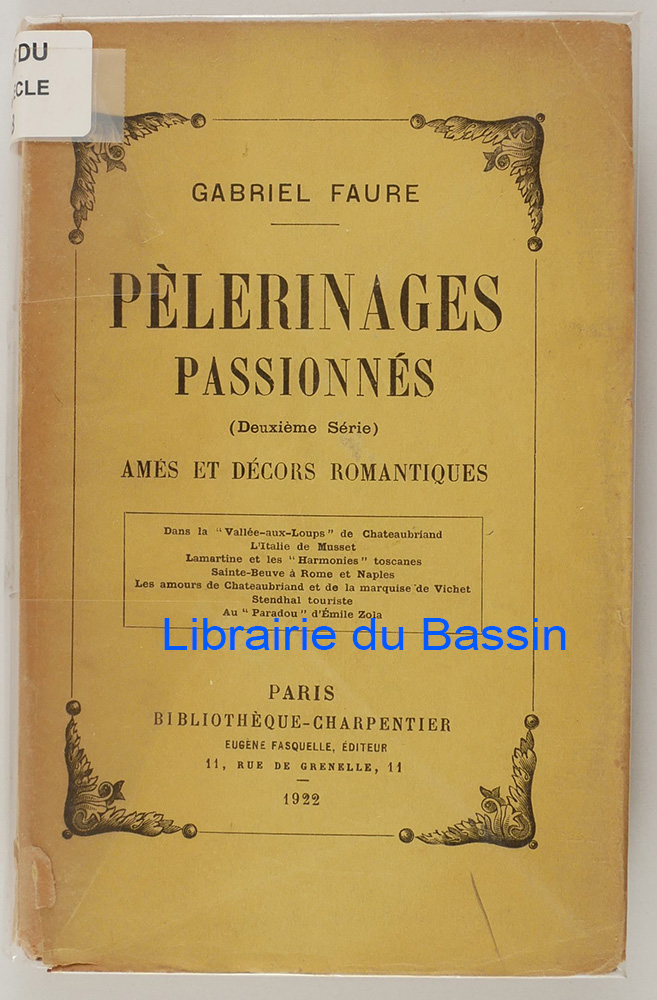 DU
GABRIEL FAURE
PÈLERINAGES
PASSIONNÉS
(Deuxième Série)
AMES ET DÉCORS ROMANTIQUES
Dans la "Vallée-aux-Loups" de Chateaubriand
L'Italie de Musset
Lamartine et les "Harmonies" toscanes
Sainte-Beuve à Rome et Naples
Les amours de Chateaubriand et de la marquise de Vichet
Stendhal touriste
Au "Paradou" d'Émile Zola
Librairie du Bassin
PARIS
BIBLIOTHÈQUE-CHARPENTIER
EUGÈNE FASQUELLE, ÉDITEUR
11, RUE DE GRENELLE, 11
1922